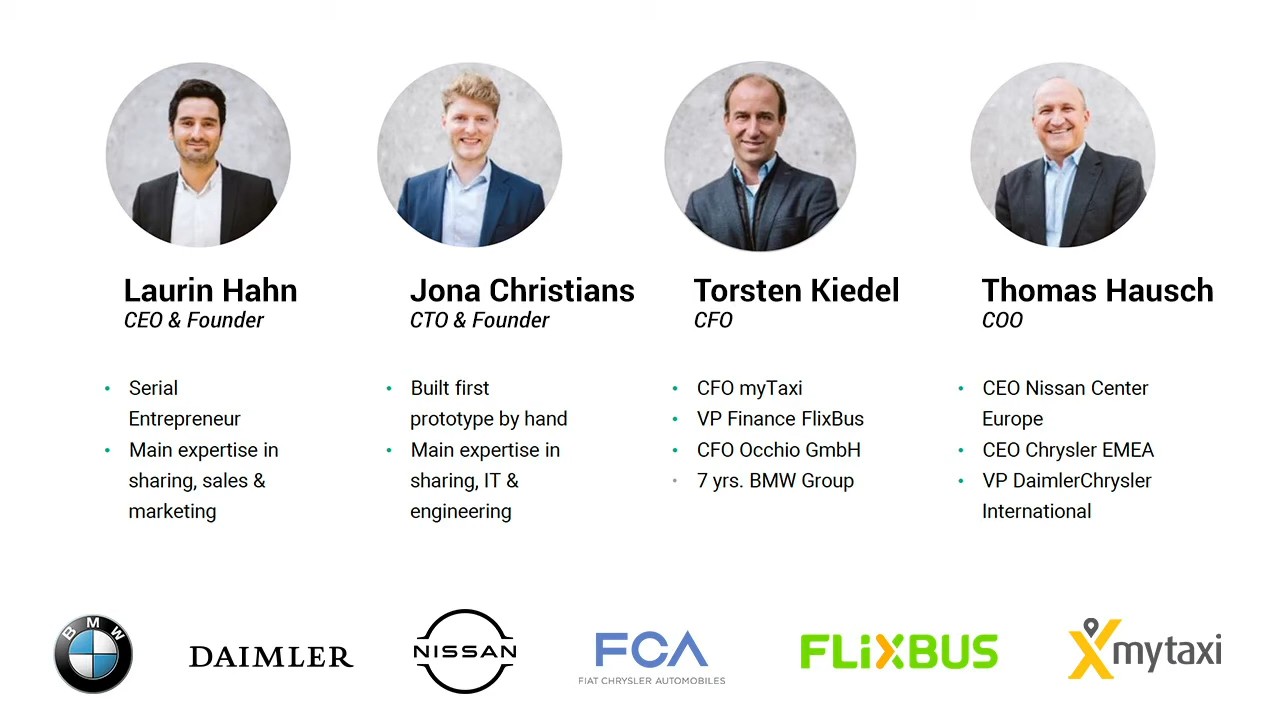 Laurin Hahn
CEO & Founder
• Serial
Entrepreneur
• Main expertise in
sharing, sales &
marketing
Jona Christians
CTO & Founder
• Built first
prototype by hand
• Main expertise in
sharing, IT &
engineering
Torsten Kiedel
CFO
• CFO myTaxi
• VP Finance FlixBus
• CFO Occhio GmbH
• 7 yrs. BMW Group
Thomas Hausch
COO
• CEO Nissan Center
Europe
• CEO Chrysler EMEA
• VP DaimlerChrysler
International
BMW
DAIMLER
NISSAN
FCA
FIAT CHRYSLER AUTOMOBILES
FLiXBUS
mytaxi